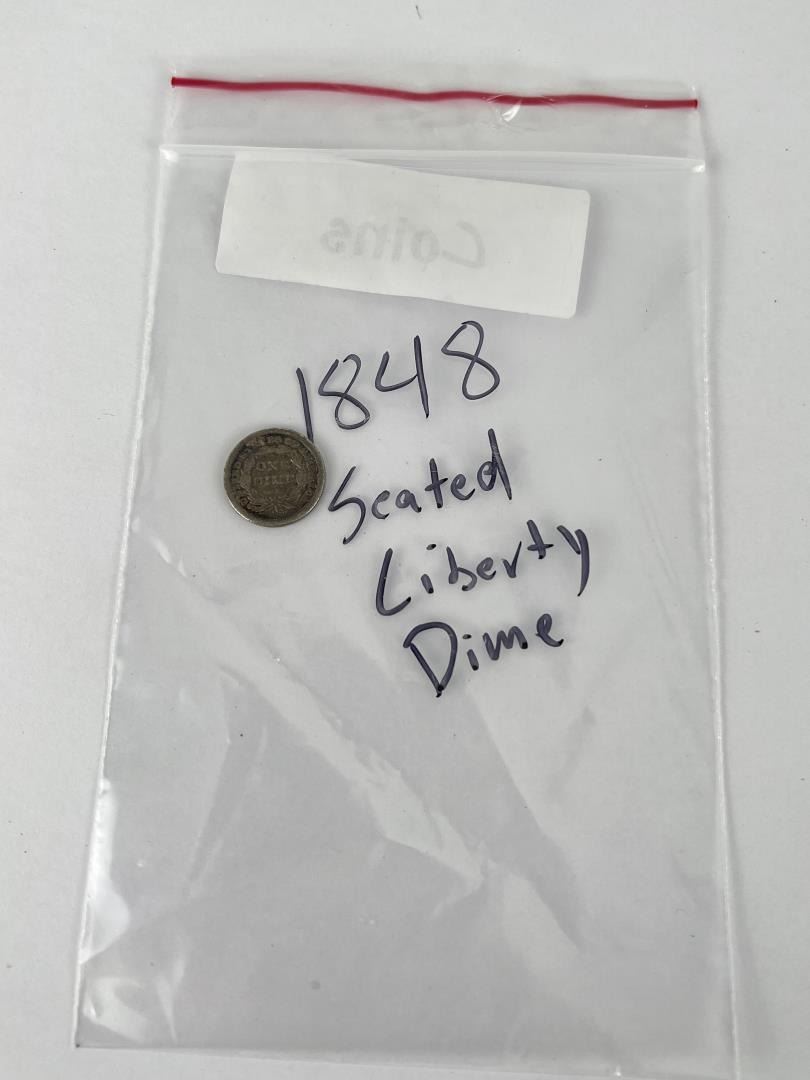 Coins
1848
Seated
Liberty
Dime
ONE
DIME